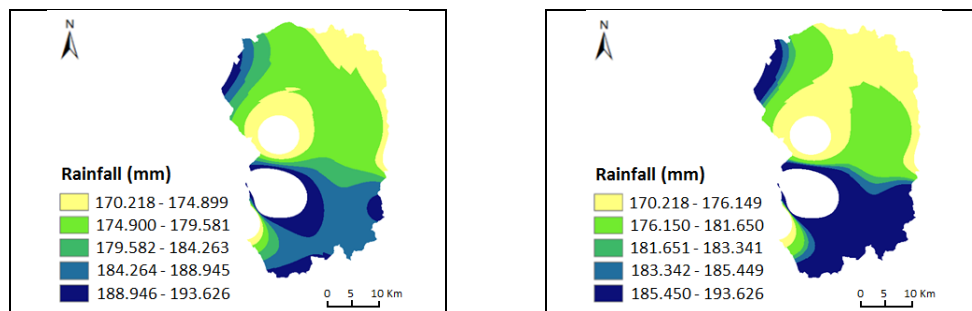 N
Rainfall (mm)
170.218 - 174.899
174.900 - 179.581
179.582 - 184.263
184.264 - 188.945
188.946 - 193.626
0 5 10 Km
N
Rainfall (mm)
170.218 - 176.149
176.150 - 181.650
181.651 - 183.341
183.342 - 185.449
185.450 - 193.626
0 5 10 Km